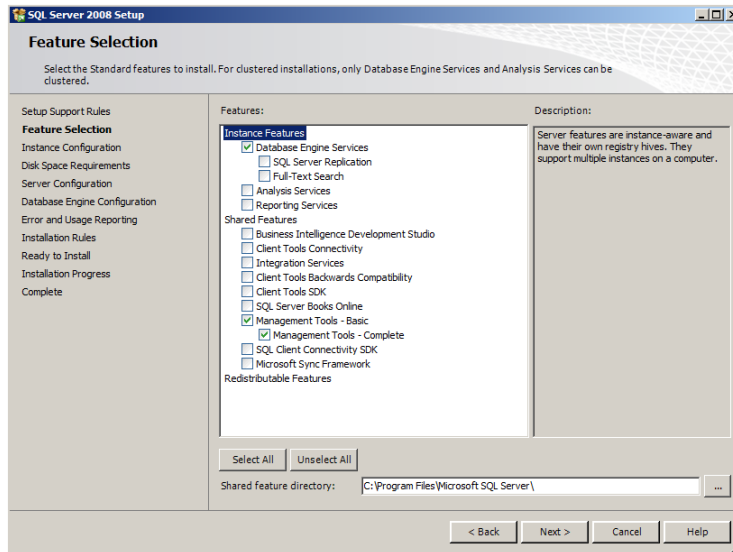 SQL Server 2008 Setup
Feature Selection
Select the Standard features to install. For clustered installations, only Database Engine Services and Analysis Services can be
clustered.
Setup Support Rules
Feature Selection
Instance Configuration
Disk Space Requirements
Server Configuration
Database Engine Configuration
Error and Usage Reporting
Installation Rules
Ready to Install
Installation Progress
Complete
Features:
Instance Features
Database Engine Services
SQL Server Replication
Full-Text Search
Analysis Services
Reporting Services
Shared Features
Business Intelligence Development Studio
Client Tools Connectivity
Integration Services
Client Tools Backwards Compatibility
Client Tools SDK
SQL Server Books Online
Management Tools - Basic
Management Tools - Complete
SQL Client Connectivity SDK
Microsoft Sync Framework
Redistributable Features
Description:
Server features are instance-aware and
have their own registry hives. They
support multiple instances on a computer.
Select All
Unselect All
Shared feature directory:
C:\Program Files\Microsoft SQL Server\
...
< Back
Next >
Cancel
Help